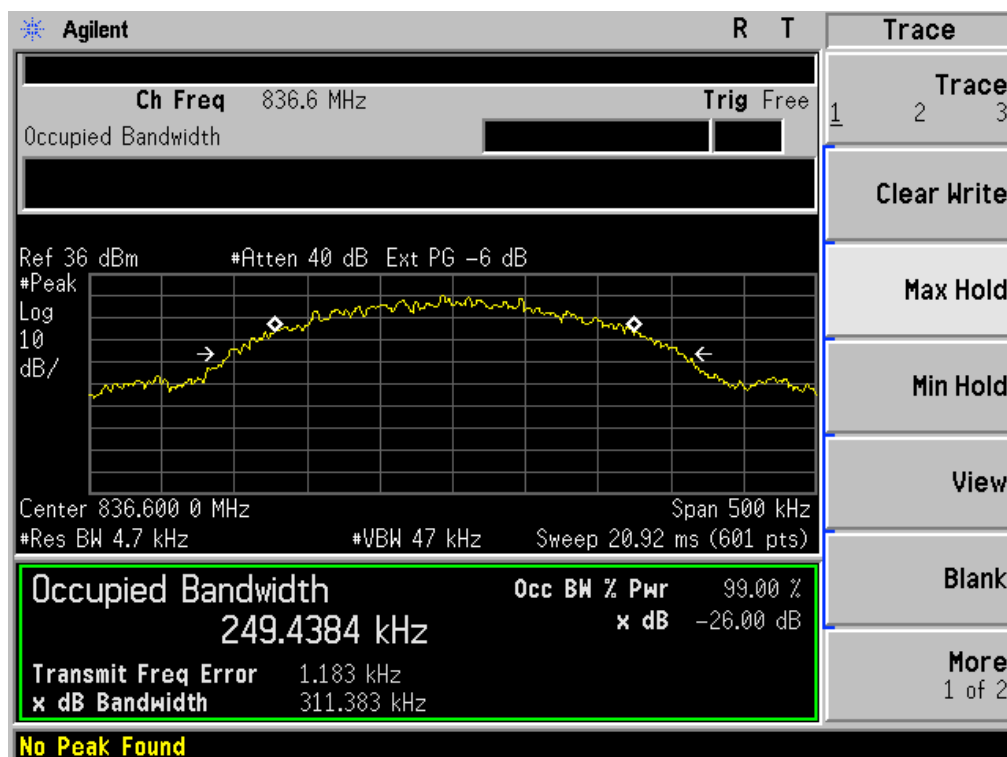 Agilent R T Trace
Ch Freq 836.6 MHz Trig Free
Occupied Bandwidth
Trace
1 2 3
Clear Write
Max Hold
Min Hold
View
Blank
More
1 of 2
Ref 36 dBm #Atten 40 dB Ext PG -6 dB
#Peak
Log
10
dB/
Center 836.600 0 MHz Span 500 kHz
#Res BW 4.7 kHz #VBW 47 kHz Sweep 20.92 ms (601 pts)
Occupied Bandwidth Occ BW % Pwr 99.00 %
249.4384 kHz x dB -26.00 dB
Transmit Freq Error 1.183 kHz
x dB Bandwidth 311.383 kHz
No Peak Found